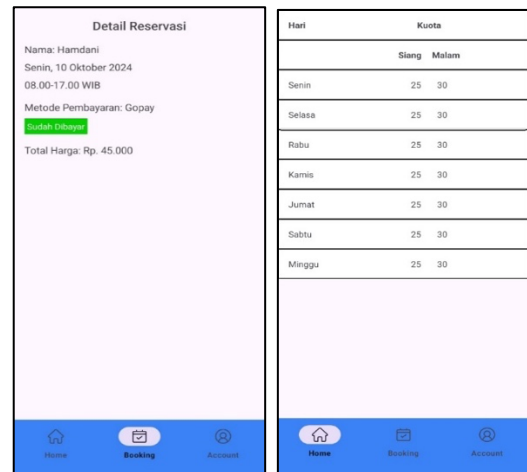 Detail Reservasi
Nama: Hamdani
Senin, 10 Oktober 2024
08.00-17.00 WIB
Metode Pembayaran: Gopay
Sudah Dibayar
Total Harga: Rp. 45.000
Home Booking Account
Hari Kuota
Siang Malam
Senin 25 30
Selasa 25 30
Rabu 25 30
Kamis 25 30
Jumat 25 30
Sabtu 25 30
Minggu 25 30
Home Booking Account